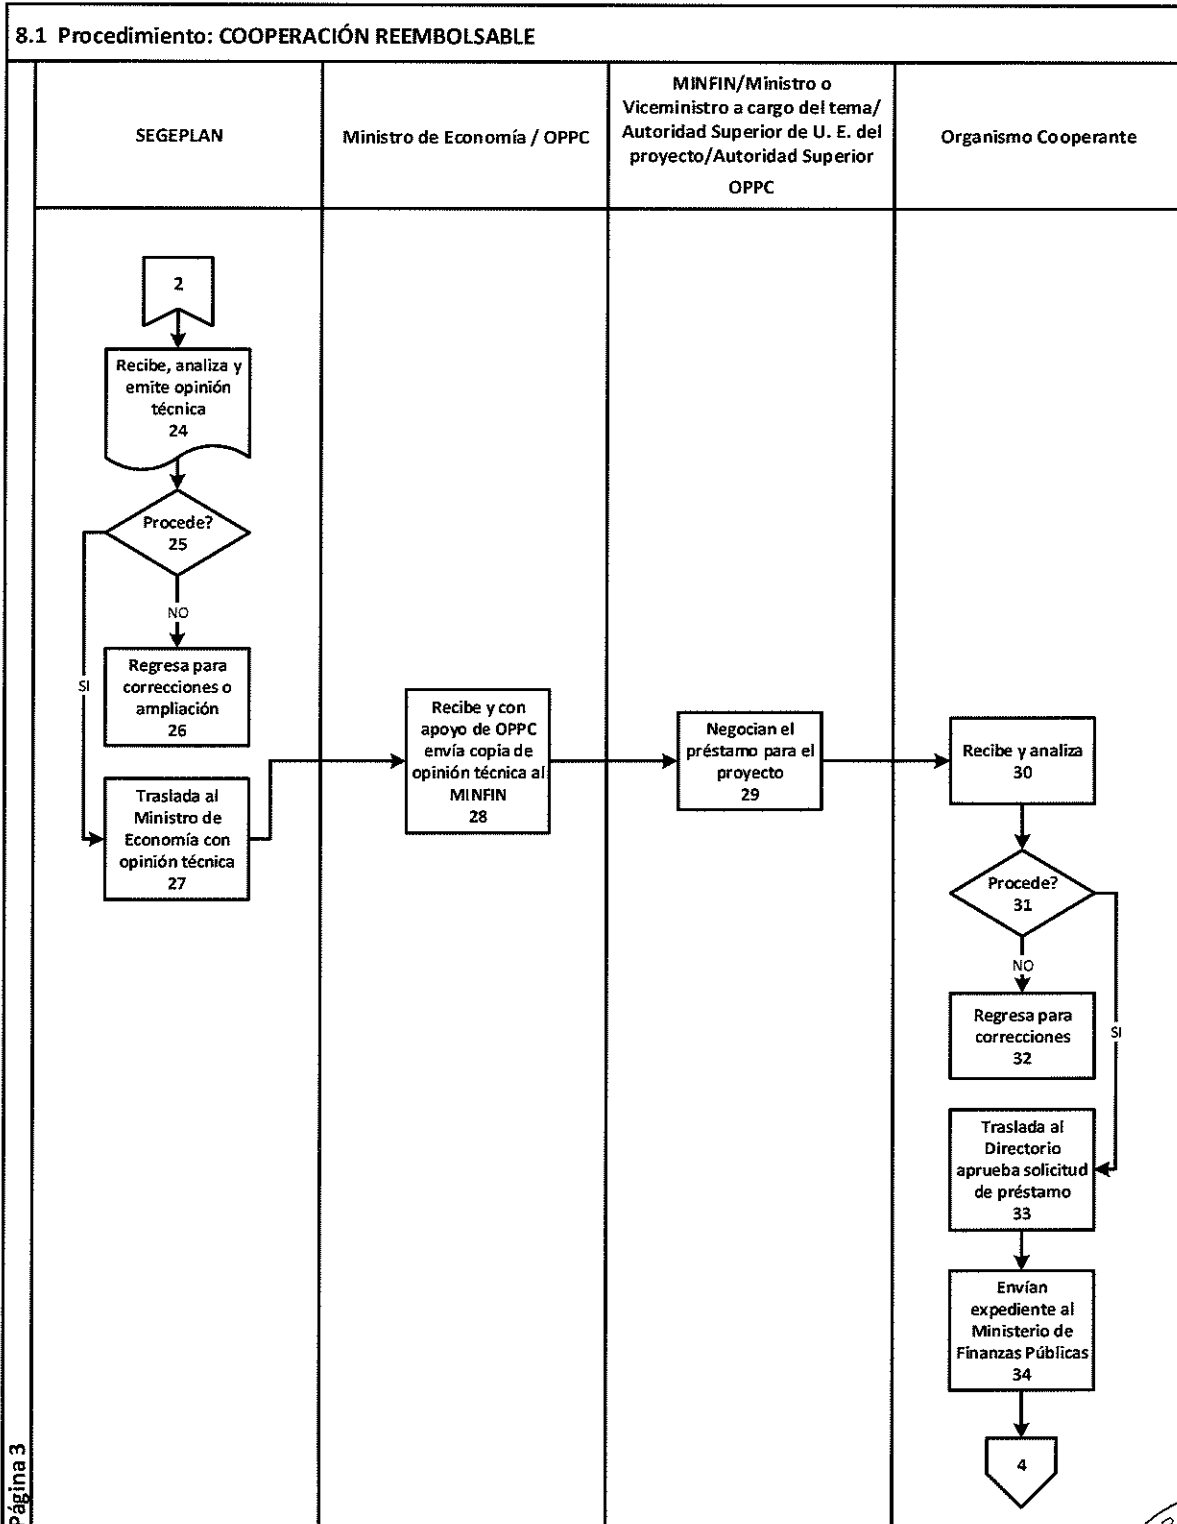 8.1 Procedimiento: COOPERACIÓN REEMBOLSABLE
SEGEPLAN
Ministro de Economía / OPPC
MINFIN/Ministro o
Viceministro a cargo del tema/
Autoridad Superior de U. E. del
proyecto/Autoridad Superior
OPPC
Organismo Cooperante
2
Recibe, analiza y
emite opinión
técnica
24
Procede?
25
NO
SI
Regresa para
correcciones o
ampliación
26
Traslada al
Ministro de
Economía con
opinión técnica
27
Recibe y con
apoyo de OPPC
envía copia de
opinión técnica al
MINFIN
28
Negocian el
préstamo para el
proyecto
29
Recibe y analiza
30
Procede?
31
NO
SI
Regresa para
correcciones
32
Traslada al
Directorio
aprueba solicitud
de préstamo
33
Envían
expediente al
Ministerio de
Finanzas Públicas
34
4
Página 3